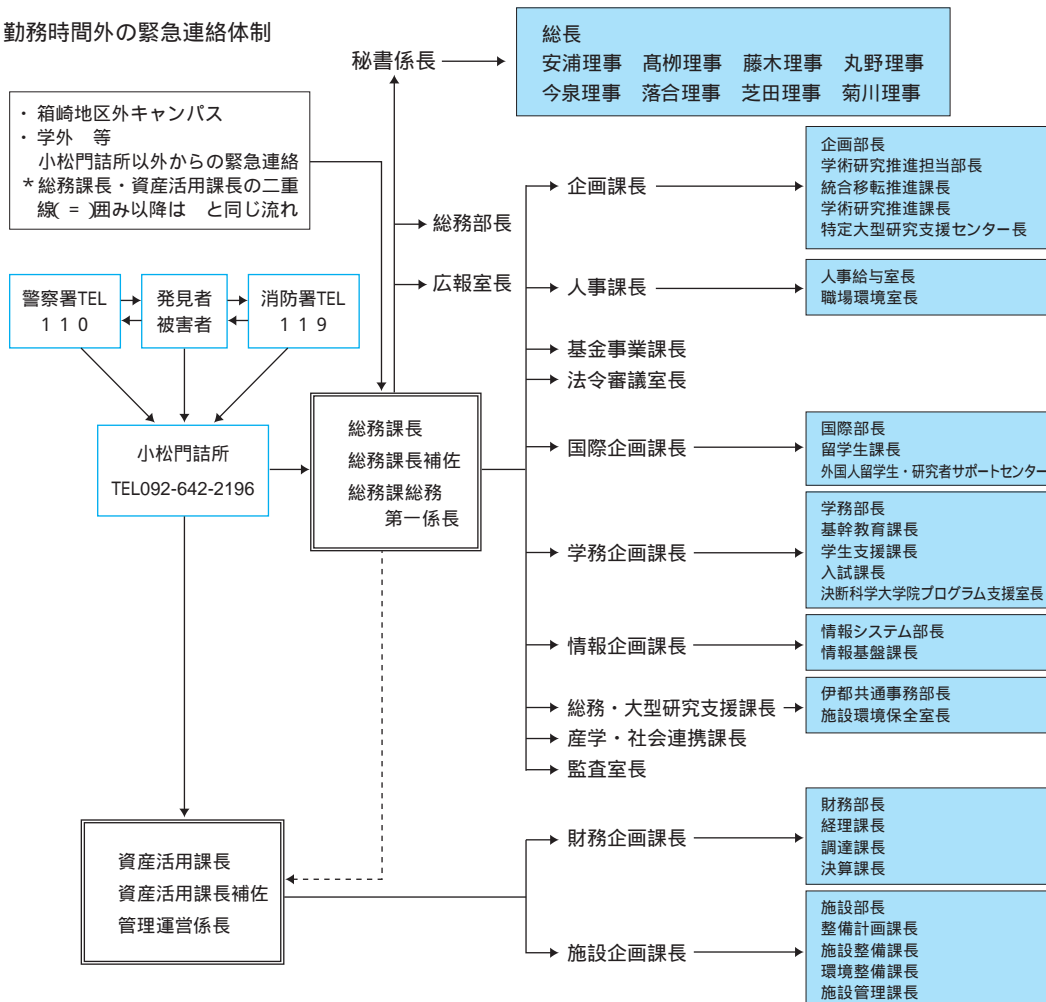 勤務時間外の緊急連絡体制
秘書係長
総長
安浦理事 髙栁理事 藤木理事 丸野理事
今泉理事 落合理事 芝田理事 菊川理事
・ 箱崎地区外キャンパス
・ 学外 等
小松門詰所以外からの緊急連絡
*総務課長・資産活用課長の二重
線( = )囲み以降は と同じ流れ
総務部長
広報室長
警察署TEL
1 1 0
発見者
被害者
消防署TEL
1 1 9
小松門詰所
TEL092-642-2196
総務課長
総務課長補佐
総務課総務
第一係長
資産活用課長
資産活用課長補佐
管理運営係長
企画課長
企画部長
学術研究推進担当部長
統合移転推進課長
学術研究推進課長
特定大型研究支援センター長
人事課長
人事給与室長
職場環境室長
基金事業課長
法令審議室長
国際企画課長
国際部長
留学生課長
外国人留学生・研究者サポートセンター
学務企画課長
学務部長
基幹教育課長
学生支援課長
入試課長
決断科学大学院プログラム支援室長
情報企画課長
情報システム部長
情報基盤課長
総務・大型研究支援課長
伊都共通事務部長
施設環境保全室長
産学・社会連携課長
監査室長
財務企画課長
財務部長
経理課長
調達課長
決算課長
施設企画課長
施設部長
整備計画課長
施設整備課長
環境整備課長
施設管理課長